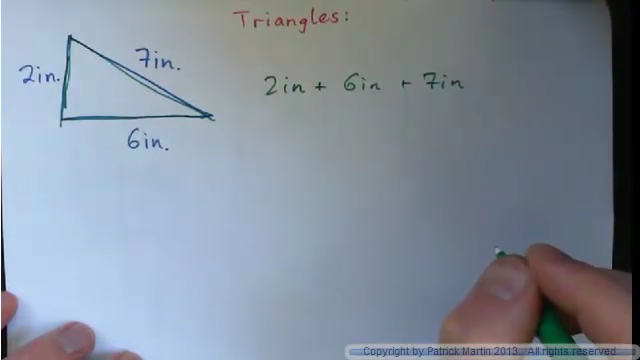 Triangles:
2in.
7in.
2in + 6in + 7in
6in.
Copyright by Patrick Martin 2013.. All rights reserved